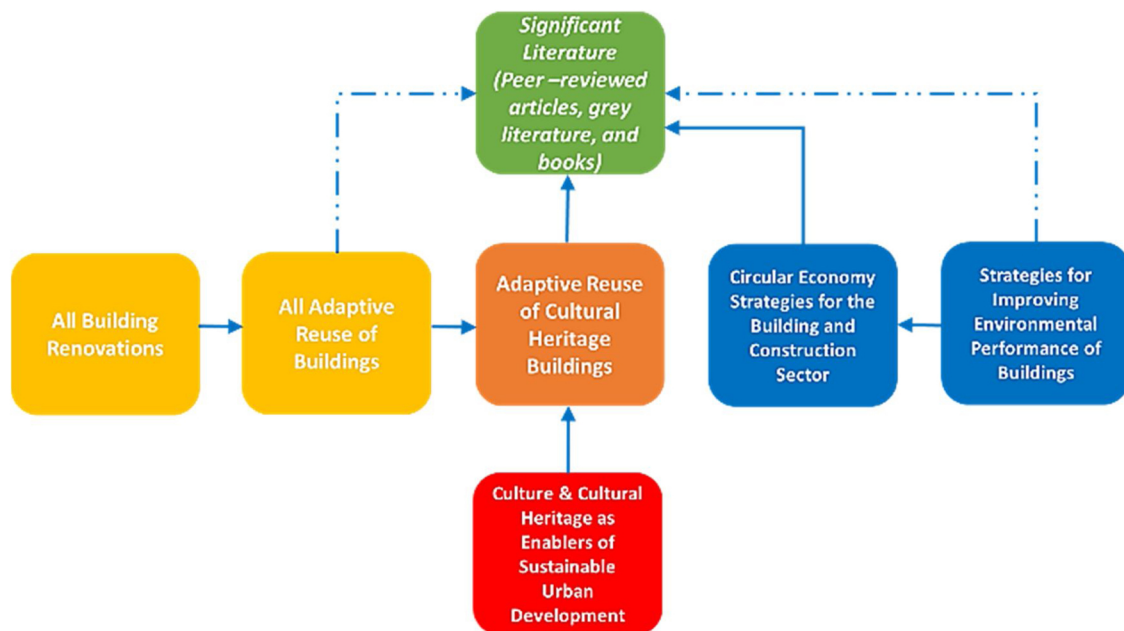 Significant
Literature
(Peer –reviewed
articles, grey
literature, and
books)
All Building
Renovations
All Adaptive
Reuse of
Buildings
Adaptive Reuse
of Cultural
Heritage
Buildings
Circular Economy
Strategies for the
Building and
Construction
Sector
Strategies for
Improving
Environmental
Performance of
Buildings
Culture & Cultural
Heritage as
Enablers of
Sustainable
Urban
Development